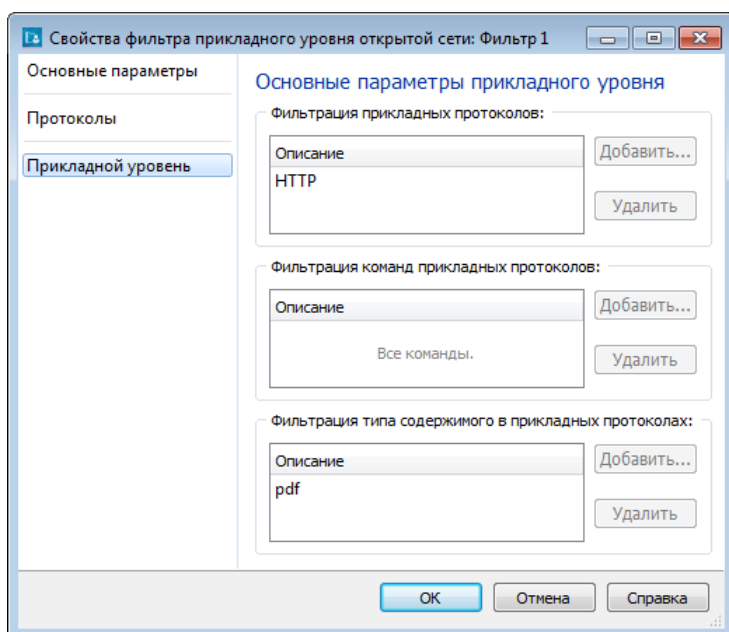 Свойства фильтра прикладного уровня открытой сети: Фильтр 1
Основные параметры
Протоколы
Прикладной уровень
Основные параметры прикладного уровня
Фильтрация прикладных протоколов:
Описание
HTTP
Добавить...
Удалить
Фильтрация команд прикладных протоколов:
Описание
Все команды.
Добавить...
Удалить
Фильтрация типа содержимого в прикладных протоколах:
Описание
pdf
Добавить...
Удалить
ОК
Отмена
Справка